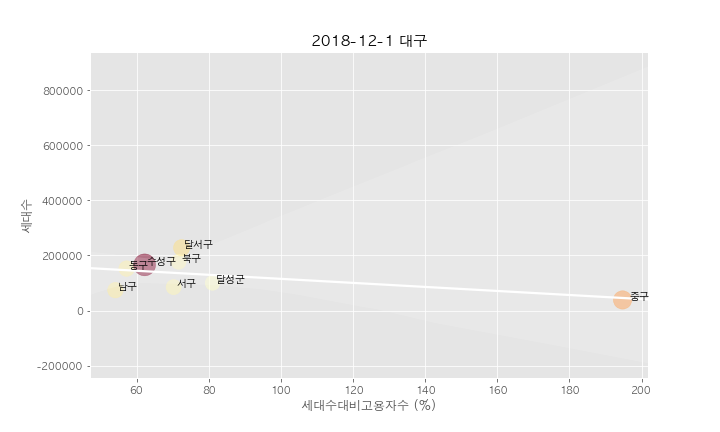 2018-12-1 대구
세대수
800000
600000
400000
200000
0
-200000
달서구
북구
수성구
동구
달성군
서구
남구
중구
60 80 100 120 140 160 180 200
세대수대비고용자수 (%)